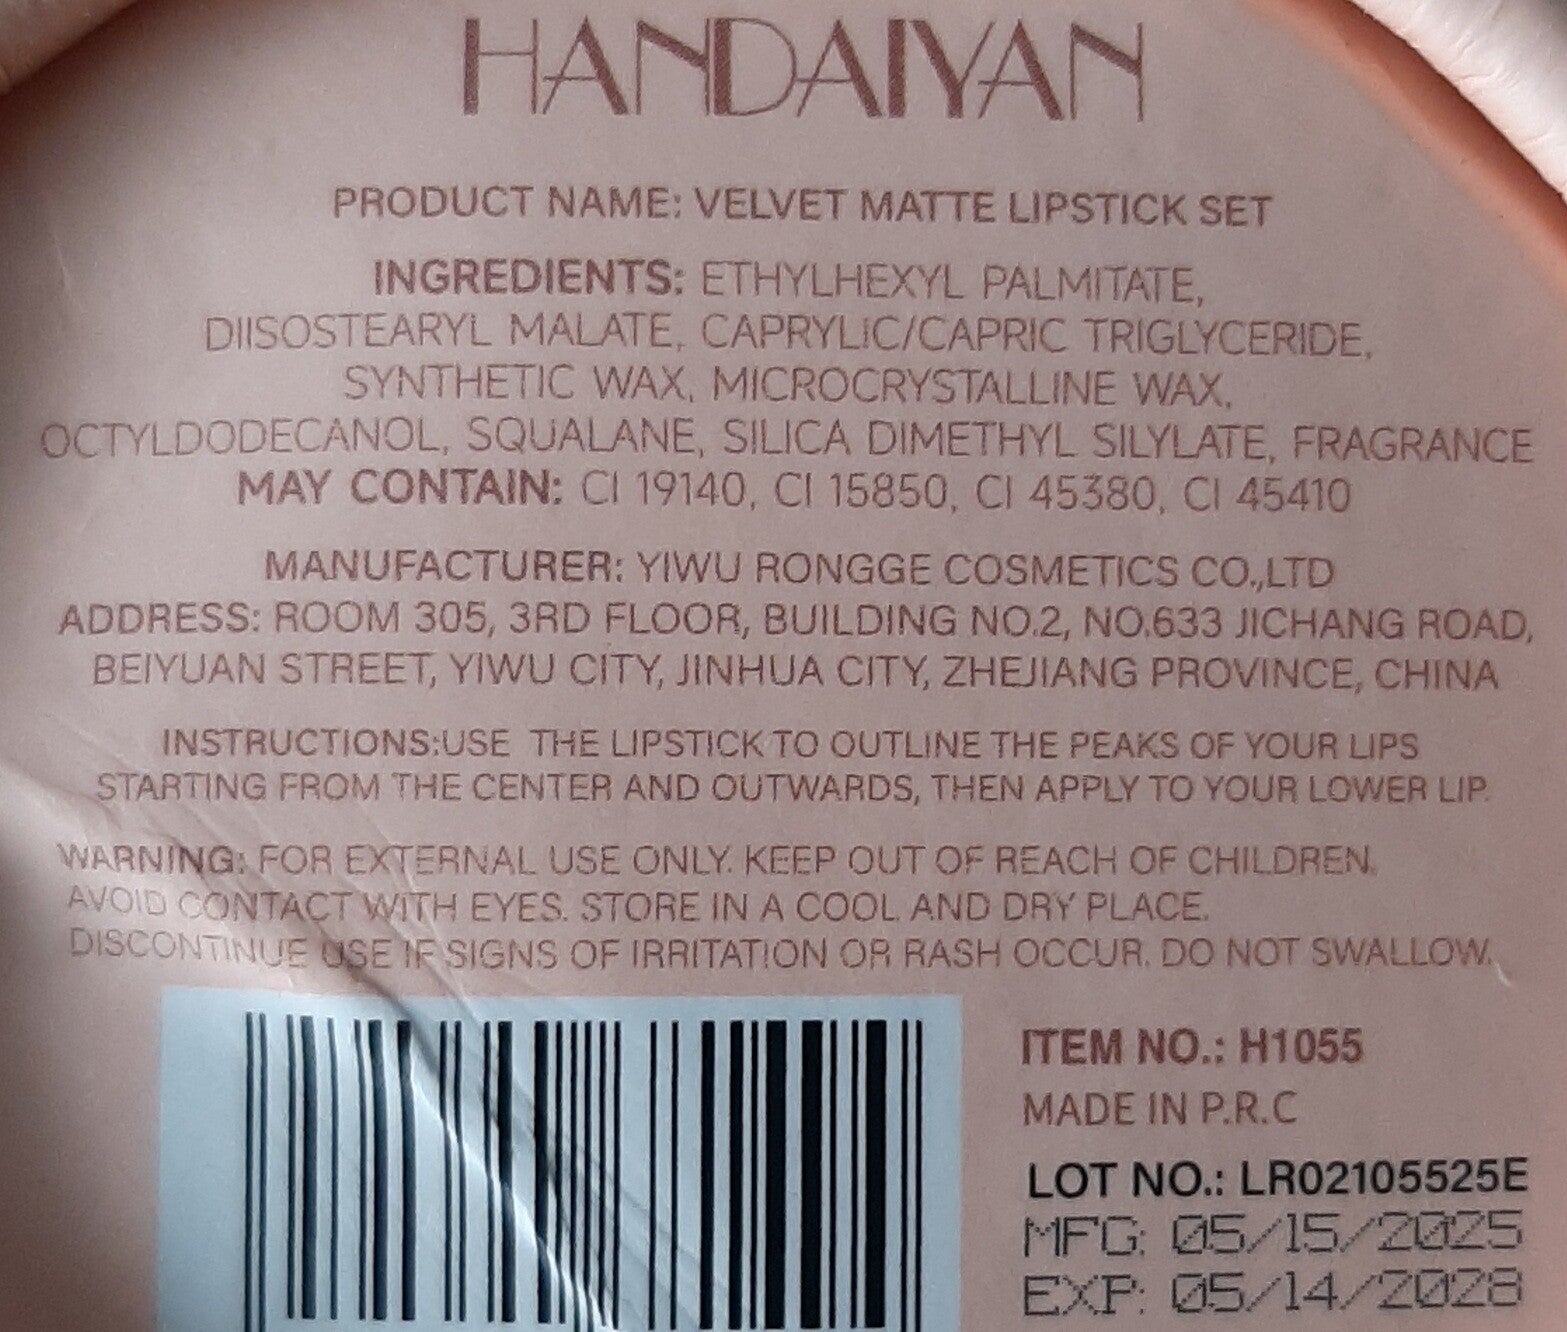 HANDAIYAN
PRODUCT NAME: VELVET MATTE LIPSTICK SET
INGREDIENTS: ETHYLHEXYL PALMITATE,
DIISOSTEARYL MALATE, CAPRYLIC/CAPRIC TRIGLYCERIDE,
SYNTHETIC WAX, MICROCRYSTALLINE WAX,
OCTYLDODECANOL, SQUALANE, SILICA DIMETHYL SILYLATE, FRAGRANCE
MAY CONTAIN: CI 19140, CI 15850, CI 45380, CI 45410
MANUFACTURER: YIWU RONGGE COSMETICS CO.,LTD
ADDRESS: ROOM 305, 3RD FLOOR, BUILDING NO.2, NO.633 JICHANG ROAD,
BEIYUAN STREET, YIWU CITY, JINHUA CITY, ZHEJIANG PROVINCE, CHINA
INSTRUCTIONS:USE THE LIPSTICK TO OUTLINE THE PEAKS OF YOUR LIPS
STARTING FROM THE CENTER AND OUTWARDS, THEN APPLY TO YOUR LOWER LIP.
WARNING: FOR EXTERNAL USE ONLY. KEEP OUT OF REACH OF CHILDREN.
AVOID CONTACT WITH EYES. STORE IN A COOL AND DRY PLACE.
DISCONTINUE USE IF SIGNS OF IRRITATION OR RASH OCCUR. DO NOT SWALLOW.
ITEM NO.: H1055
MADE IN P.R.C
LOT NO.: LR02105525E
MFG: 05/15/2025
EXP: 05/14/2028